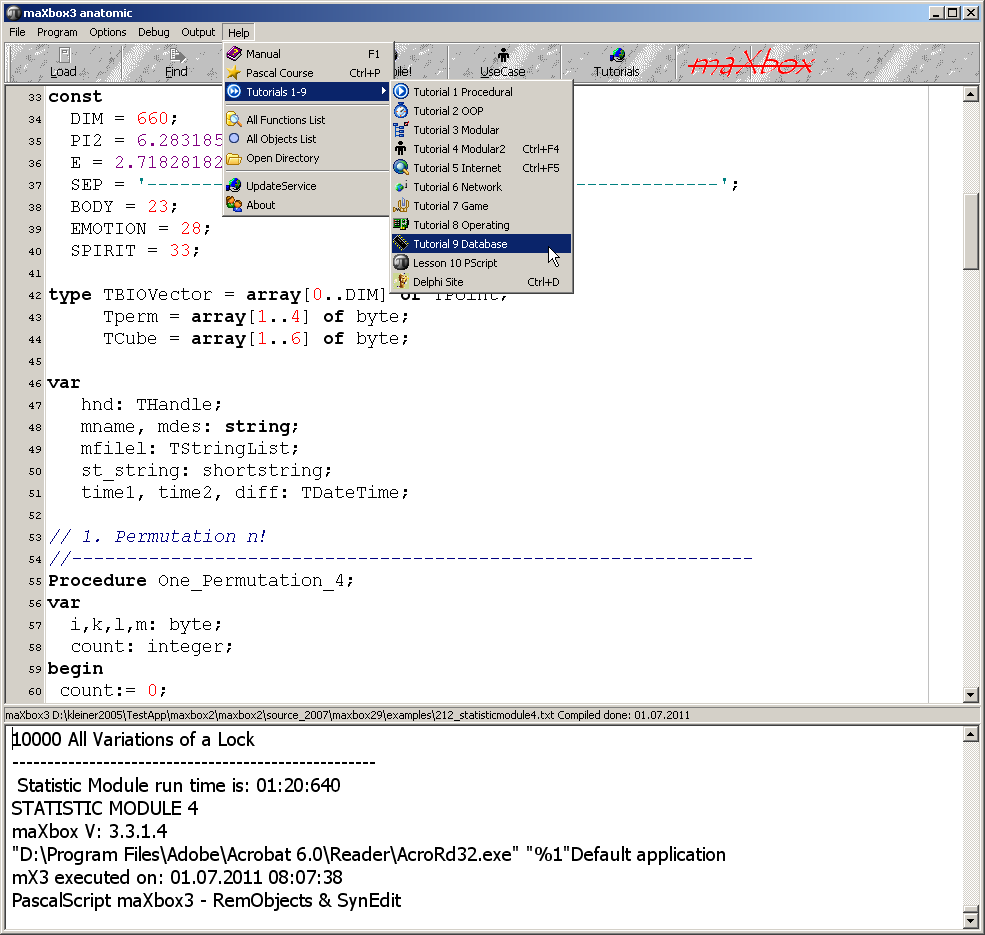 maXbox3 anatomic
File Program Options Debug Output Help
Load Find pile! UseCase Tutorials maXbox
Manual F1
Pascal Course Ctrl+P
Tutorials 1-9
All Functions List
All Objects List
Open Directory
UpdateService
About
Tutorial 1 Procedural
Tutorial 2 OOP
Tutorial 3 Modular
Tutorial 4 Modular2 Ctrl+F4
Tutorial 5 Internet Ctrl+F5
Tutorial 6 Network
Tutorial 7 Game
Tutorial 8 Operating
Tutorial 9 Database
Lesson 10 PScript
Delphi Site Ctrl+D
33 const
34 DIM = 660;
35 PI2 = 6.283185
36 E = 2.71828182
37 SEP = '-------- -------------';
38 BODY = 23;
39 EMOTION = 28;
40 SPIRIT = 33;
41
42 type TBIOVector = array[0..DIM] of TPoint;
43 Tperm = array[1..4] of byte;
44 TCube = array[1..6] of byte;
45
46 var
47 hnd: THandle;
48 mname, mdes: string;
49 mfile1: TStringList;
50 st_string: shortstring;
51 time1, time2, diff: TDateTime;
52
53 // 1. Permutation n!
54 //--------------------------------------------------------------
55 Procedure One_Permutation_4;
56 var
57 i,k,l,m: byte;
58 count: integer;
59 begin
60 count:= 0;
maXbox3 D:\kleiner2005\TestApp\maxbox2\maxbox2\source_2007\maxbox29\examples\212_statisticmodule4.txt Compiled done: 01.07.2011
10000 All Variations of a Lock
----------------------------------------------------
Statistic Module run time is: 01:20:640
STATISTIC MODULE 4
maXbox V: 3.3.1.4
"D:\Program Files\Adobe\Acrobat 6.0\Reader\AcroRd32.exe" "%1"Default application
mX3 executed on: 01.07.2011 08:07:38
PascalScript maXbox3 - RemObjects & SynEdit